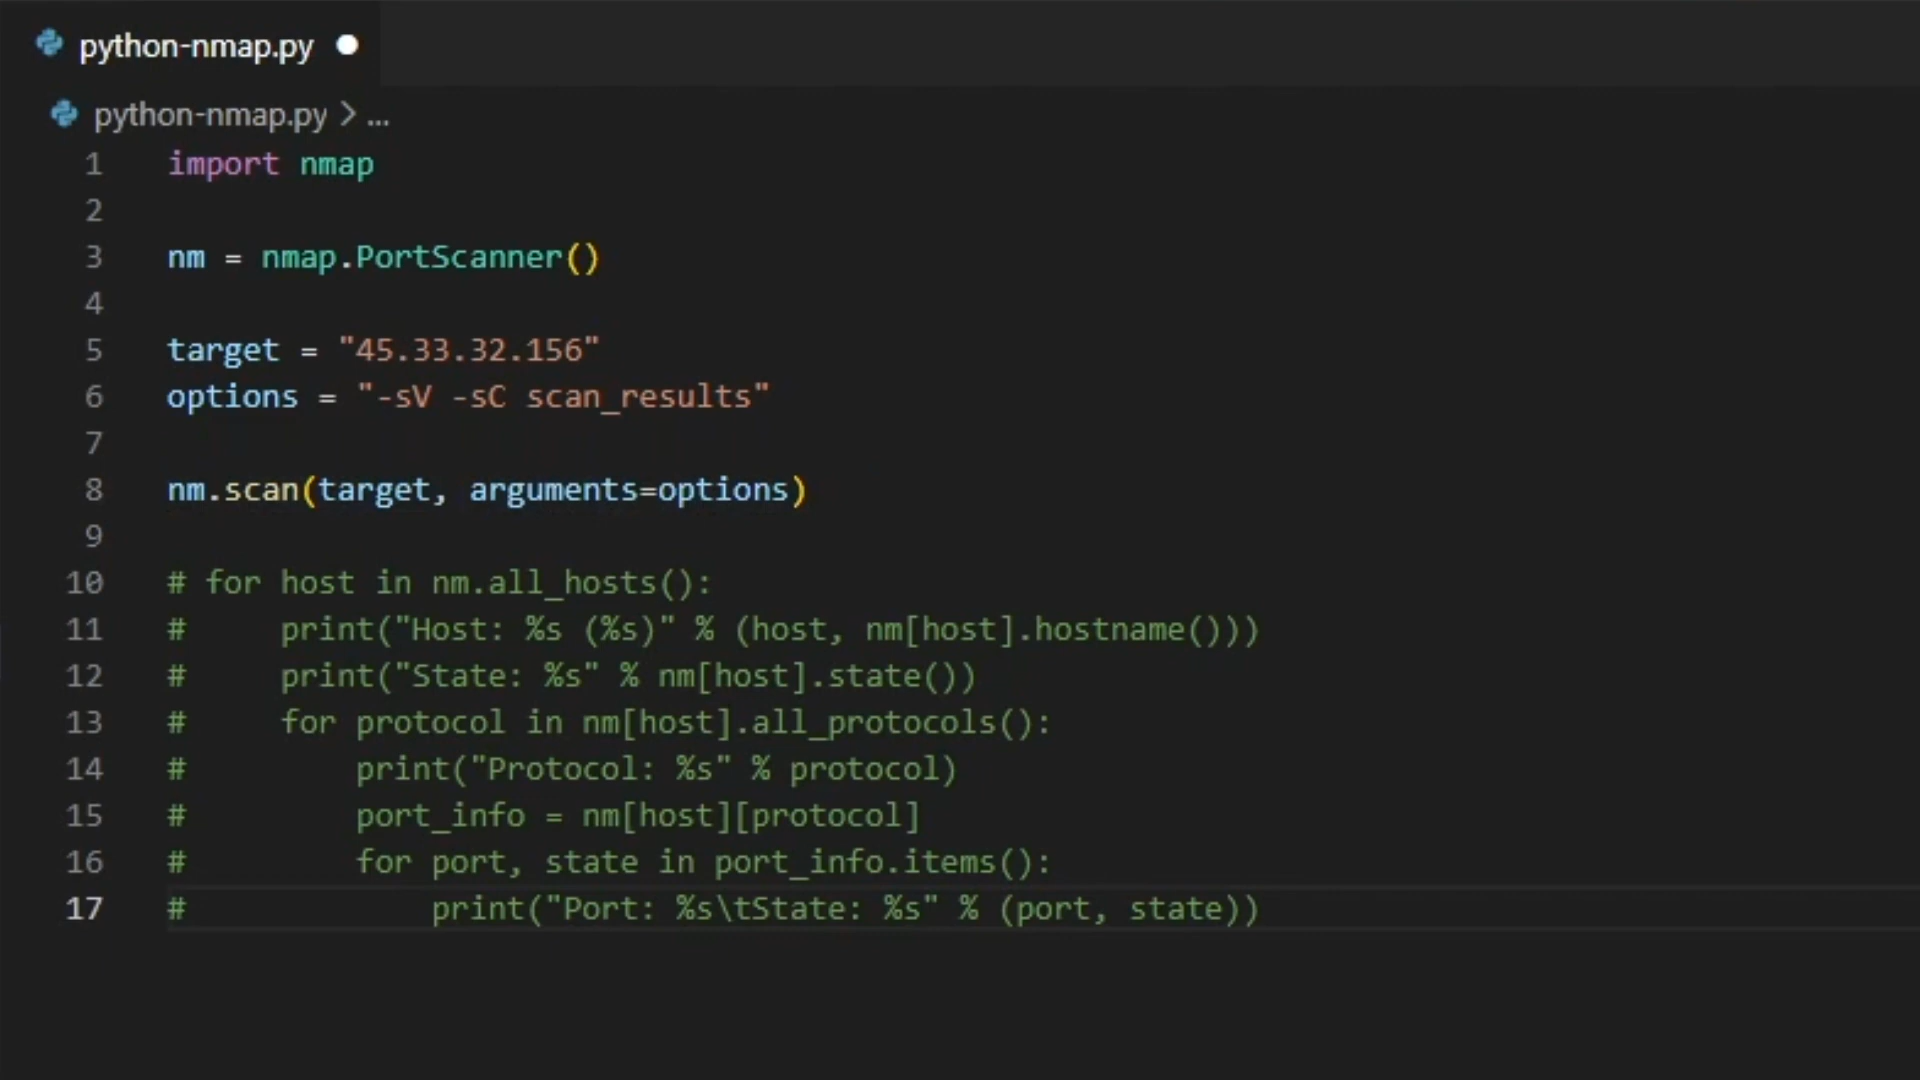 python-nmap.py
python-nmap.py > ...
1 import nmap
2
3 nm = nmap.PortScanner()
4
5 target = "45.33.32.156"
6 options = "-sV -sC scan_results"
7
8 nm.scan(target, arguments=options)
9
10 # for host in nm.all_hosts():
11 #     print("Host: %s (%s)" % (host, nm[host].hostname()))
12 #     print("State: %s" % nm[host].state())
13 #     for protocol in nm[host].all_protocols():
14 #         print("Protocol: %s" % protocol)
15 #         port_info = nm[host][protocol]
16 #         for port, state in port_info.items():
17 #             print("Port: %s\tState: %s" % (port, state))